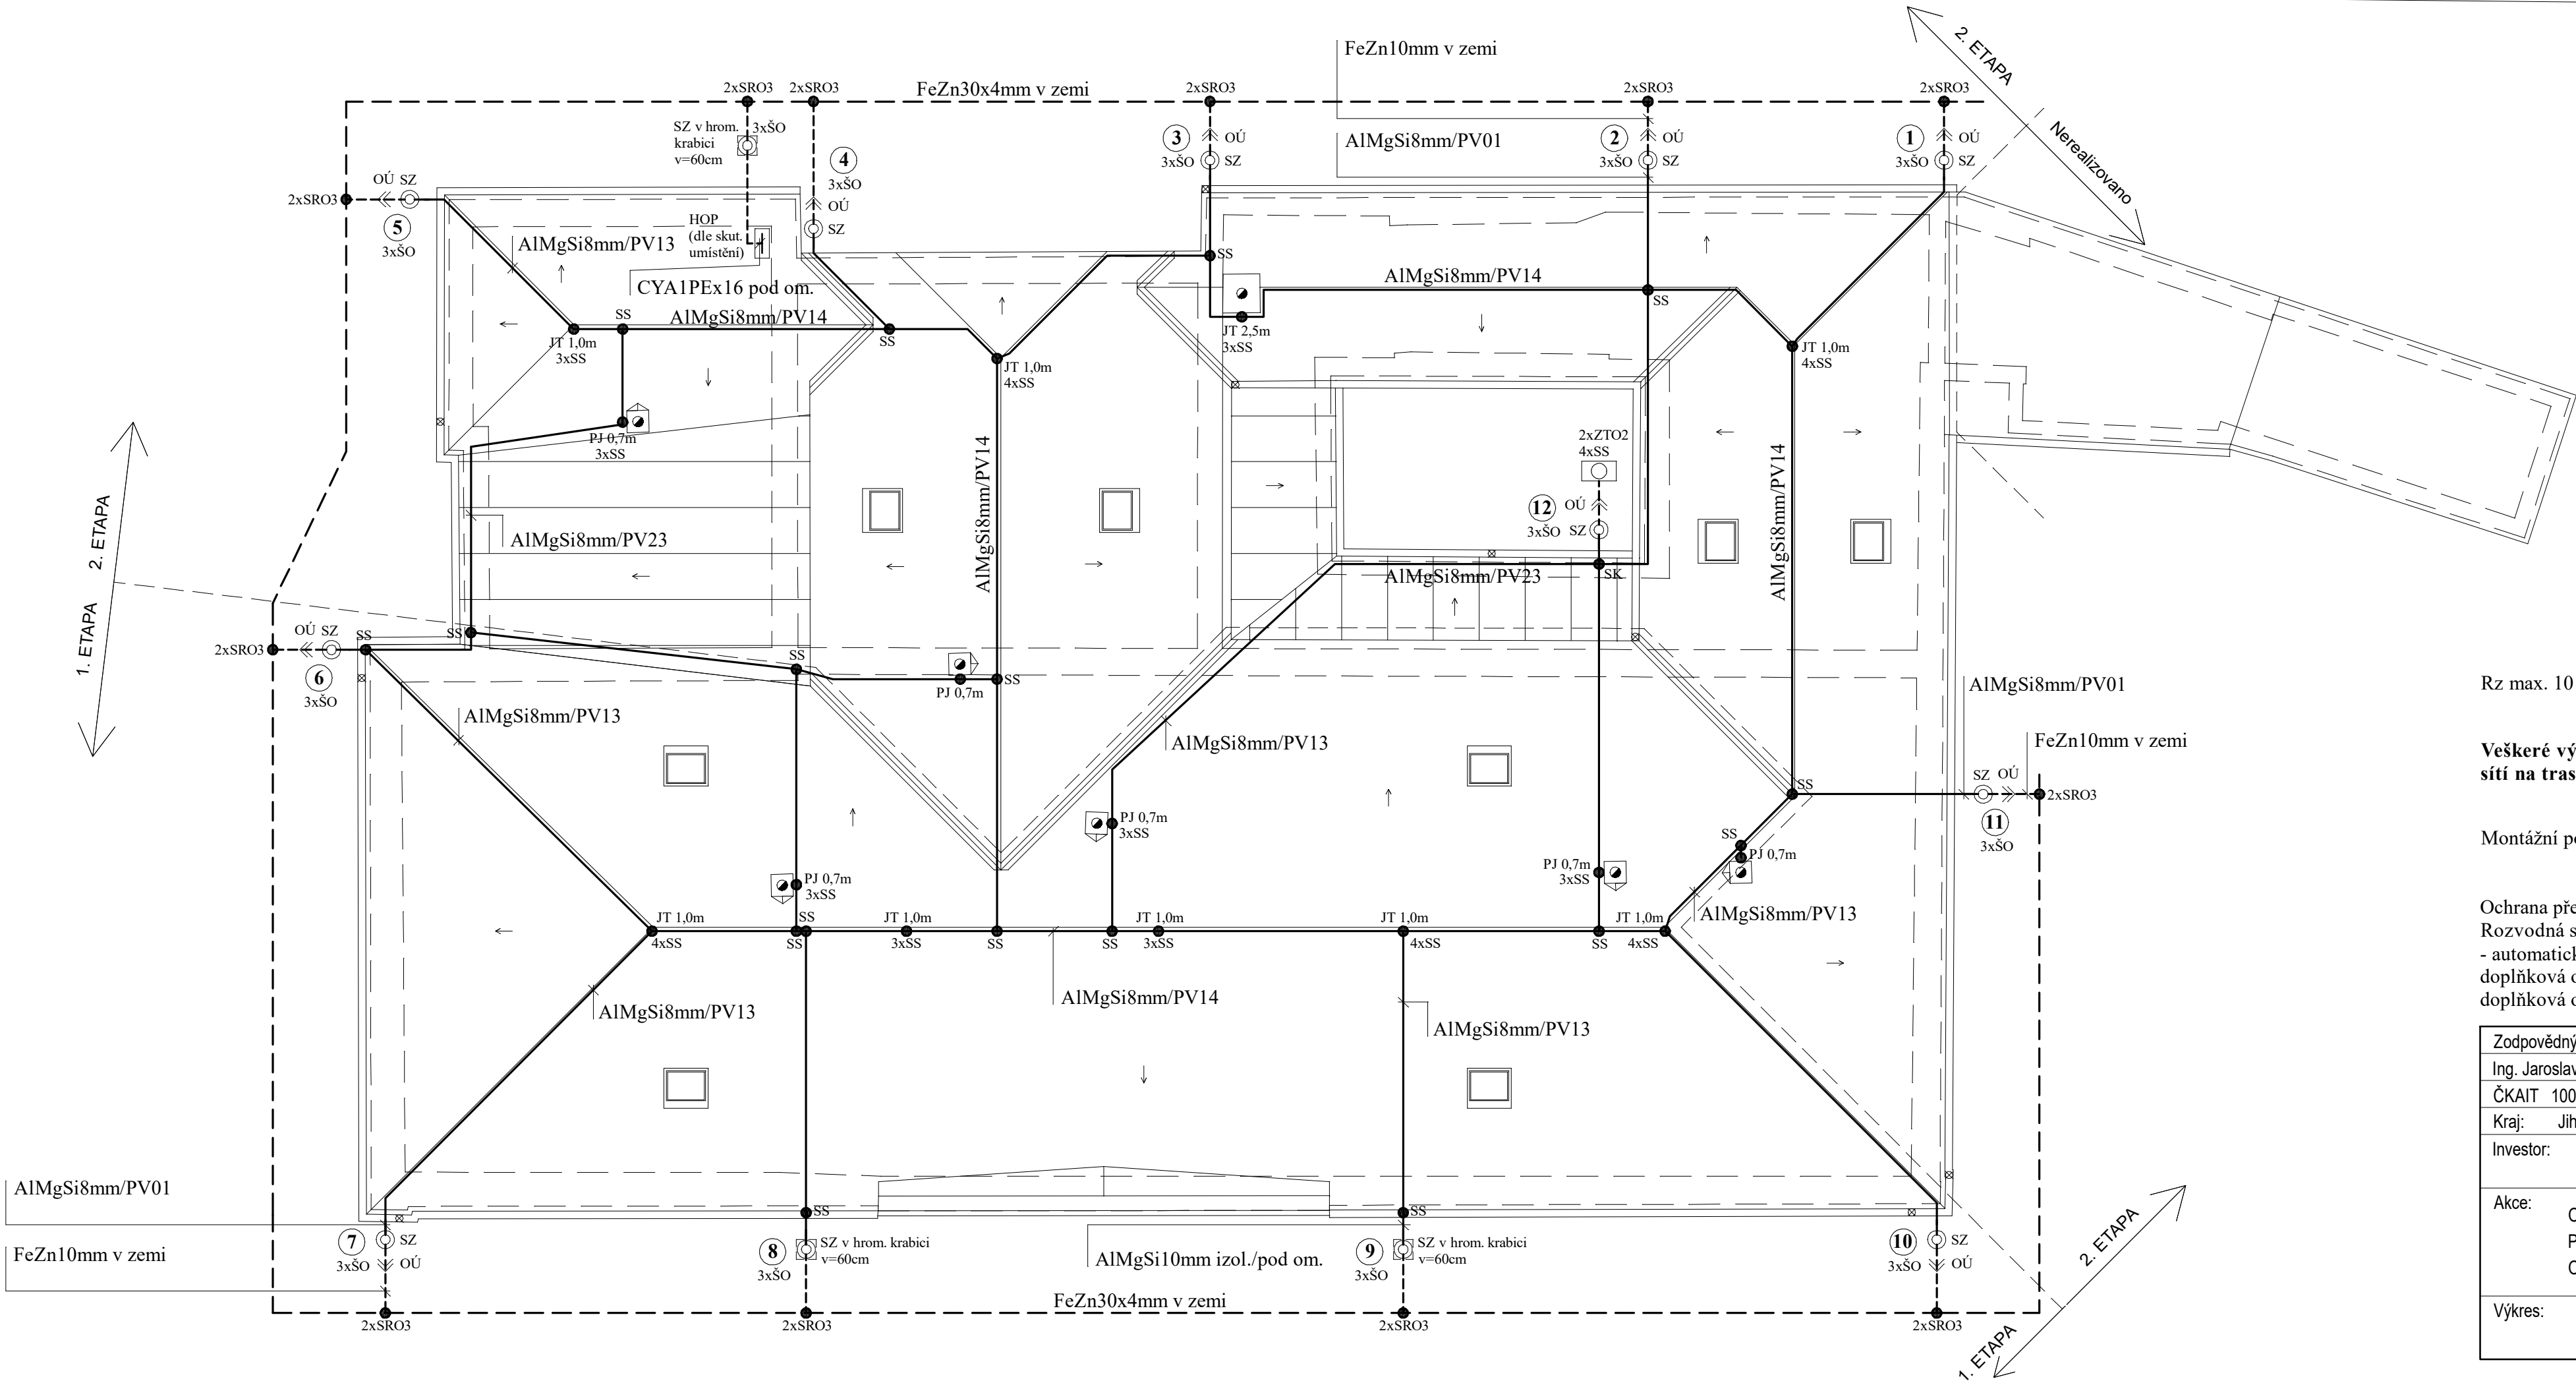 FeZn10mm v zemi
2. ETAPA
Nerealizovano
2xSRO3
2xSRO3
FeZn30x4mm v zemi
2xSRO3
2xSRO3
2xSRO3
SZ v hrom.
krabici
v=60cm
3xŠO
4
3xŠO
OÚ
SZ
3
OÚ
3xŠO
SZ
AlMgSi8mm/PV01
2
OÚ
3xŠO
SZ
1
OÚ
3xŠO
SZ
OÚ SZ
2xSRO3
5
3xŠO
AlMgSi8mm/PV13
HOP
(dle skut.
umístění)
CYA1PEx16 pod om.
SS
AlMgSi8mm/PV14
JT 1,0m
3xSS
SS
SS
JT 1,0m
4xSS
JT 2,5m
3xSS
AlMgSi8mm/PV14
SS
JT 1,0m
4xSS
PJ 0,7m
3xSS
2. ETAPA
1. ETAPA
AlMgSi8mm/PV23
AlMgSi8mm/PV14
2xZTO2
4xSS
12
OÚ
3xŠO
SZ
AlMgSi8mm/PV23
SK
AlMgSi8mm/PV14
OÚ SZ
SS
SS
2xSRO3
6
3xŠO
SS
PJ 0,7m
SS
AlMgSi8mm/PV13
AlMgSi8mm/PV13
AlMgSi8mm/PV01
FeZn10mm v zemi
SS
SZ OÚ
2xSRO3
11
3xŠO
PJ 0,7m
3xSS
SS
PJ 0,7m
PJ 0,7m
3xSS
PJ 0,7m
3xSS
AlMgSi8mm/PV13
JT 1,0m
4xSS
SS
SS
JT 1,0m
3xSS
SS
SS
JT 1,0m
3xSS
JT 1,0m
4xSS
SS
JT 1,0m
4xSS
AlMgSi8mm/PV13
AlMgSi8mm/PV14
AlMgSi8mm/PV13
AlMgSi8mm/PV01
FeZn10mm v zemi
7
SZ
3xŠO
OÚ
2xSRO3
SS
8
SZ v hrom. krabici
v=60cm
3xŠO
2xSRO3
AlMgSi10mm izol./pod om.
FeZn30x4mm v zemi
SS
9
SZ v hrom. krabici
v=60cm
3xŠO
2xSRO3
10
SZ
3xŠO
OÚ
2xSRO3
2. ETAPA
1. ETAPA
Rz max. 10
Veškeré vý
sítí na tras
Montážní p
Ochrana pře
Rozvodná s
- automatick
doplňková
doplňková
Zodpovědný
Ing. Jaroslav
ČKAIT 100
Kraj: Jih
Investor:
Akce:
Výkres: